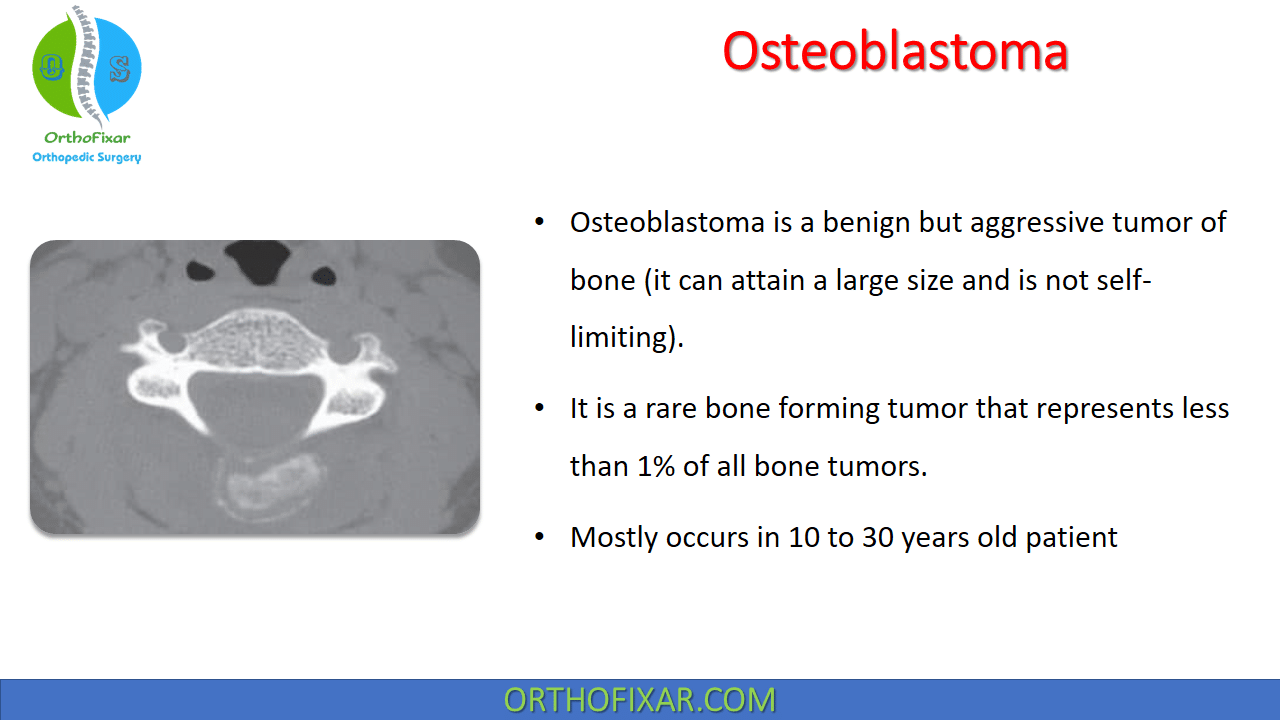 O S
OrthoFixar
Orthopedic Surgery
Osteoblastoma
• Osteoblastoma is a benign but aggressive tumor of
bone (it can attain a large size and is not self-
limiting).
• It is a rare bone forming tumor that represents less
than 1% of all bone tumors.
• Mostly occurs in 10 to 30 years old patient
ORTHOFIXAR.COM